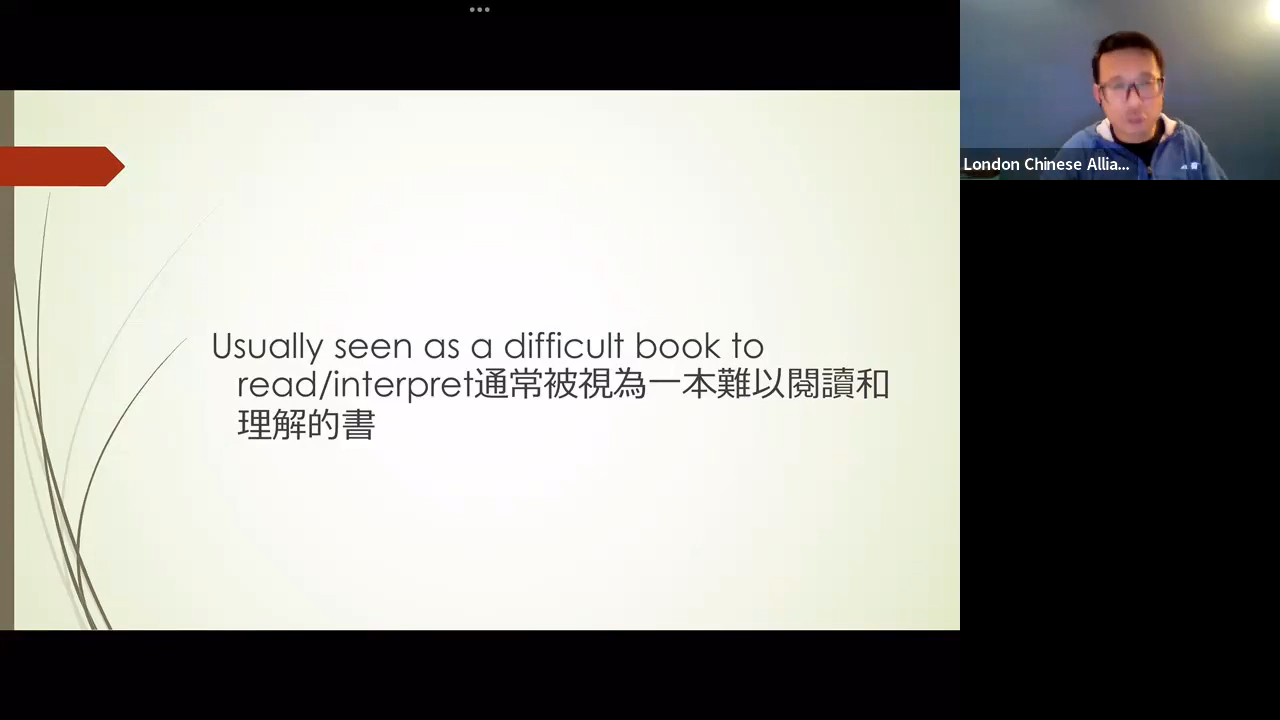 Usually seen as a difficult book to
read/interpret通常被視為一本難以閱讀和
理解的書
London Chinese Allia...